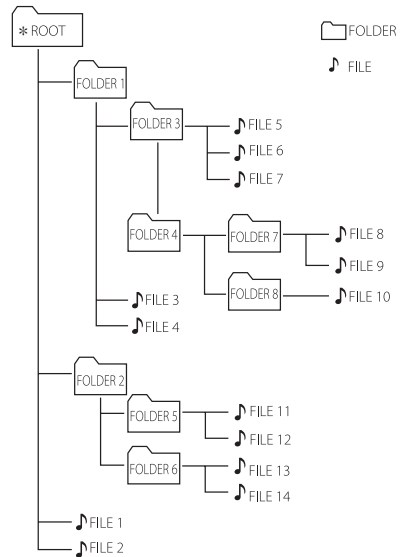 * ROOT
FOLDER
FILE
FOLDER 1
FOLDER 3
FILE 5
FILE 6
FILE 7
FOLDER 4
FOLDER 7
FILE 8
FILE 9
FOLDER 8
FILE 10
FILE 3
FILE 4
FOLDER 2
FOLDER 5
FILE 11
FILE 12
FOLDER 6
FILE 13
FILE 14
FILE 1
FILE 2